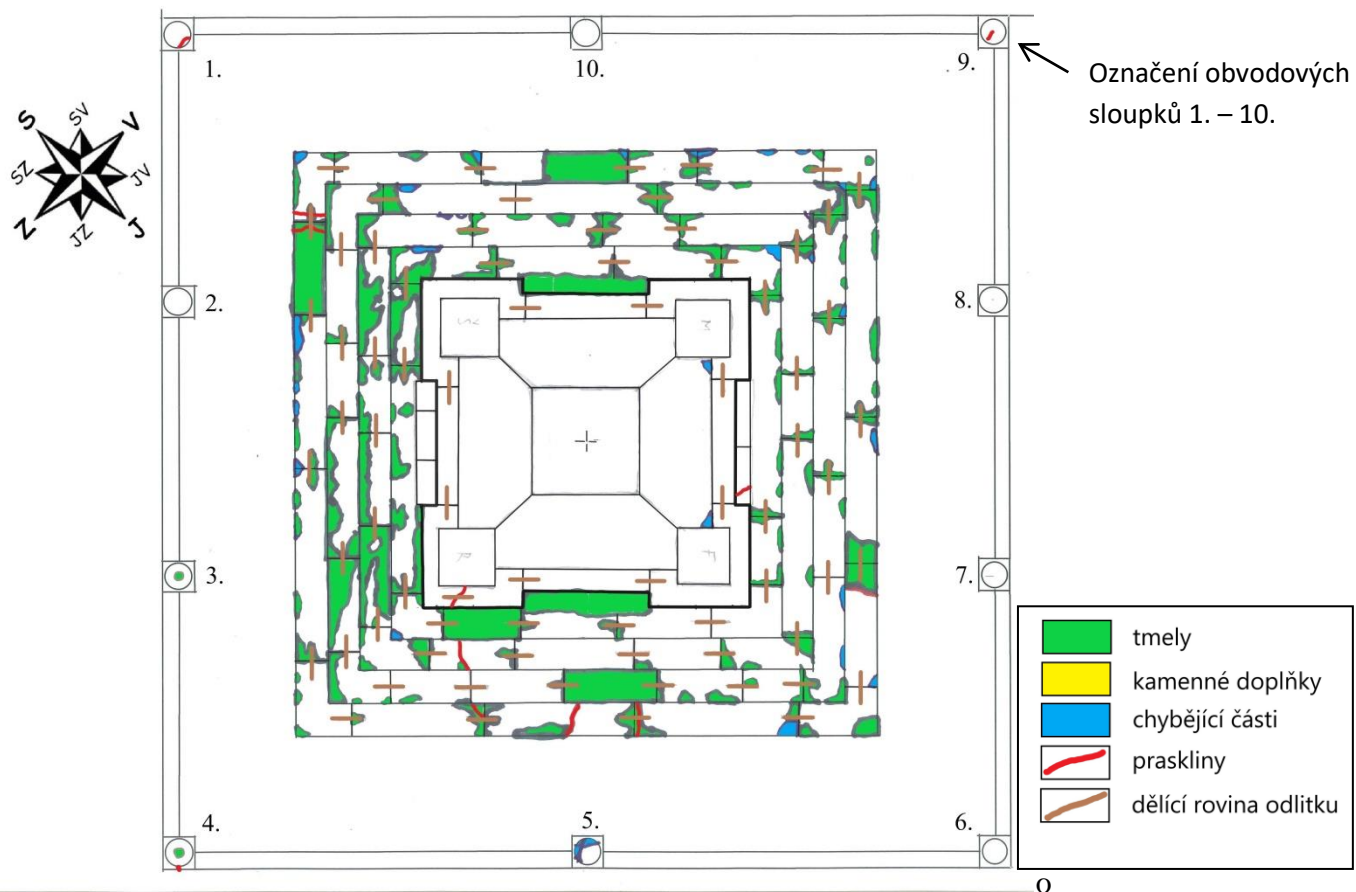 1.
10.
9.
Označení obvodových
sloupků 1. – 10.
S
SV
V
SZ
JV
Z
JZ
J
2.
8.
M
3.
7.
R
F
4.
5.
6.
tmely
kamenné doplňky
chybějící části
praskliny
dělící rovina odlitku
O